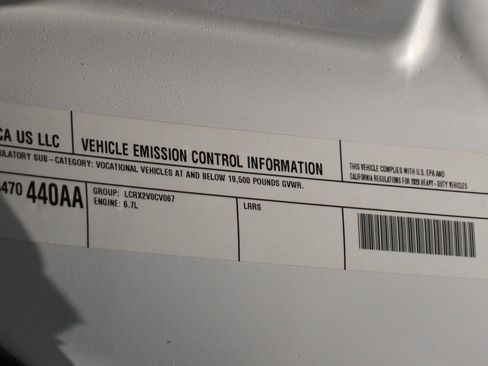 CA US LLC
VEHICLE EMISSION CONTROL INFORMATION
ULATORY SUB - CATEGORY: VOCATIONAL VEHICLES AT AND BELOW 19,500 POUNDS GVWR.
THIS VEHICLE COMPLIES WITH U.S. EPA AND
CALIFORNIA REGULATIONS FOR 2020 HEAVY - DUTY VEHICLES
470 440AA
GROUP: LCRX2V0CV067
ENGINE: 6.7L
LRRS